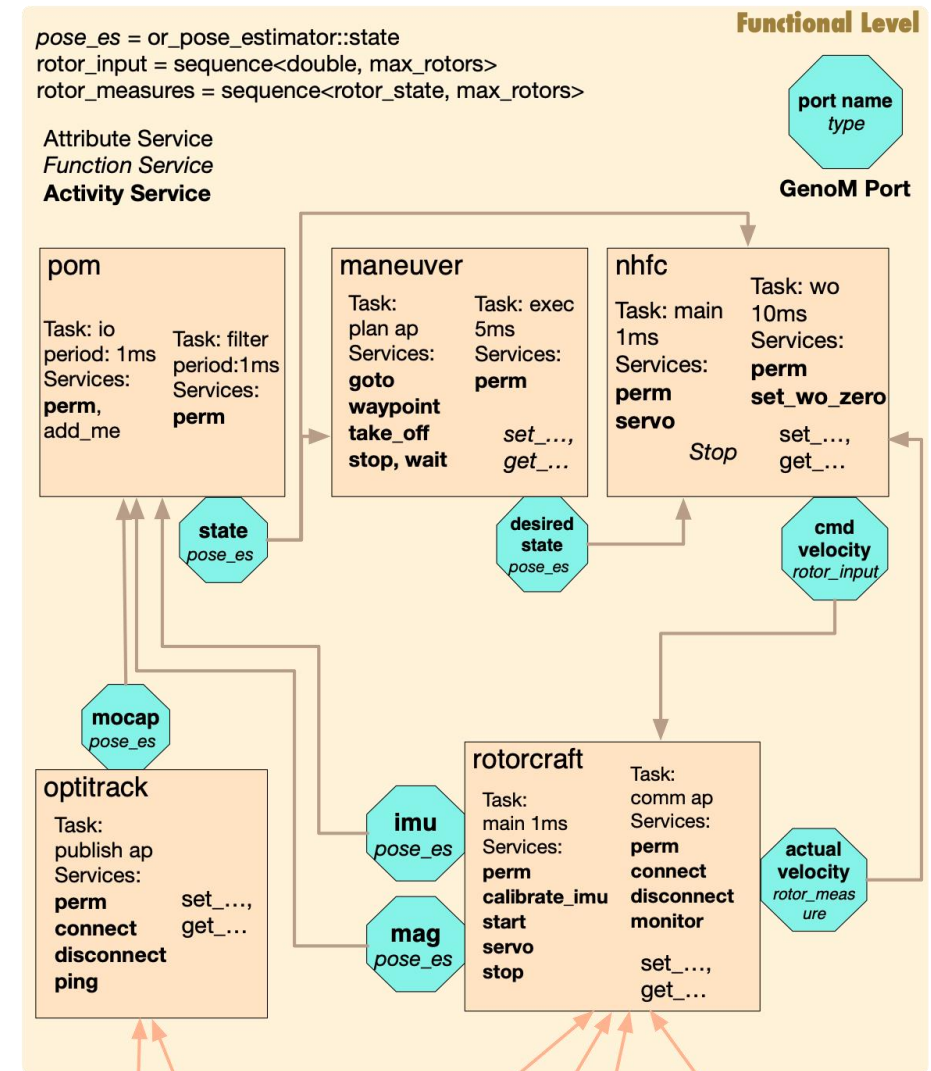 Functional Level
pose_es = or_pose_estimator::state
rotor_input = sequence<double, max_rotors>
rotor_measures = sequence<rotor_state, max_rotors>
Attribute Service
Function Service
Activity Service
port name
type
GenoM Port
pom
Task: io
period: 1ms
Services:
perm,
add_me
Task: filter
period:1ms
Services:
perm
maneuver
Task:
plan ap
Services:
goto
waypoint
take_off
stop, wait
Task: exec
5ms
Services:
perm
set_...,
get_...
nhfc
Task: main
1ms
Services:
perm
servo
Stop
Task: wo
10ms
Services:
perm
set_wo_zero
set_...,
get_...
state
pose_es
desired
state
pose_es
cmd
velocity
rotor_input
mocap
pose_es
optitrack
Task:
publish ap
Services:
perm
connect
disconnect
ping
set_...,
get_...
imu
pose_es
mag
pose_es
rotorcraft
Task:
main 1ms
Services:
perm
calibrate_imu
start
servo
stop
Task:
comm ap
Services:
perm
connect
disconnect
monitor
set_...,
get_...
actual
velocity
rotor_meas
ure